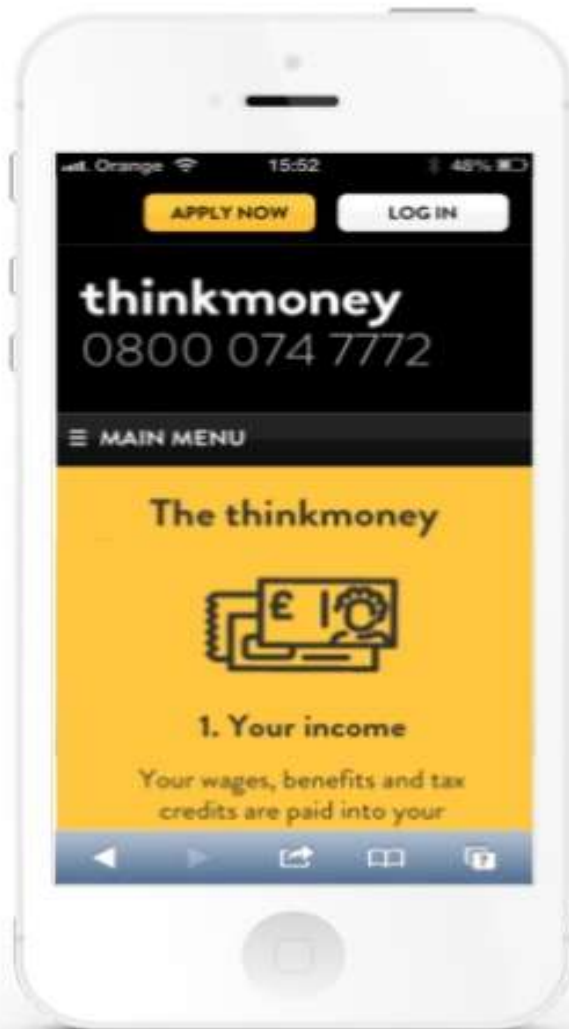 Orange 15:52 48%
APPLY NOW LOG IN
thinkmoney
0800 074 7772
MAIN MENU
The thinkmoney
£ 10
1. Your income
Your wages, benefits and tax
credits are paid into your
?